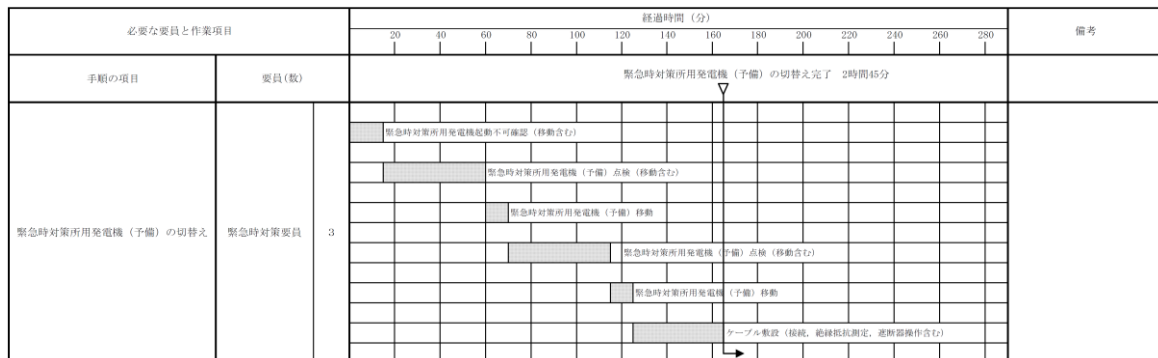 必要な要員と作業項目
経過時間（分）
備考
20 40 60 80 100 120 140 160 180 200 220 240 260 280
手順の項目
要員(数)
緊急時対策所用発電機（予備）の切替え完了 2時間45分
緊急時対策所用発電機（予備）の切替え
緊急時対策要員
3
緊急時対策所用発電機起動不可確認（移動含む）
緊急時対策所用発電機（予備）点検（移動含む）
緊急時対策所用発電機（予備）移動
緊急時対策所用発電機（予備）点検（移動含む）
緊急時対策所用発電機（予備）移動
ケーブル敷設（接続，絶縁抵抗測定，遮断器操作含む）